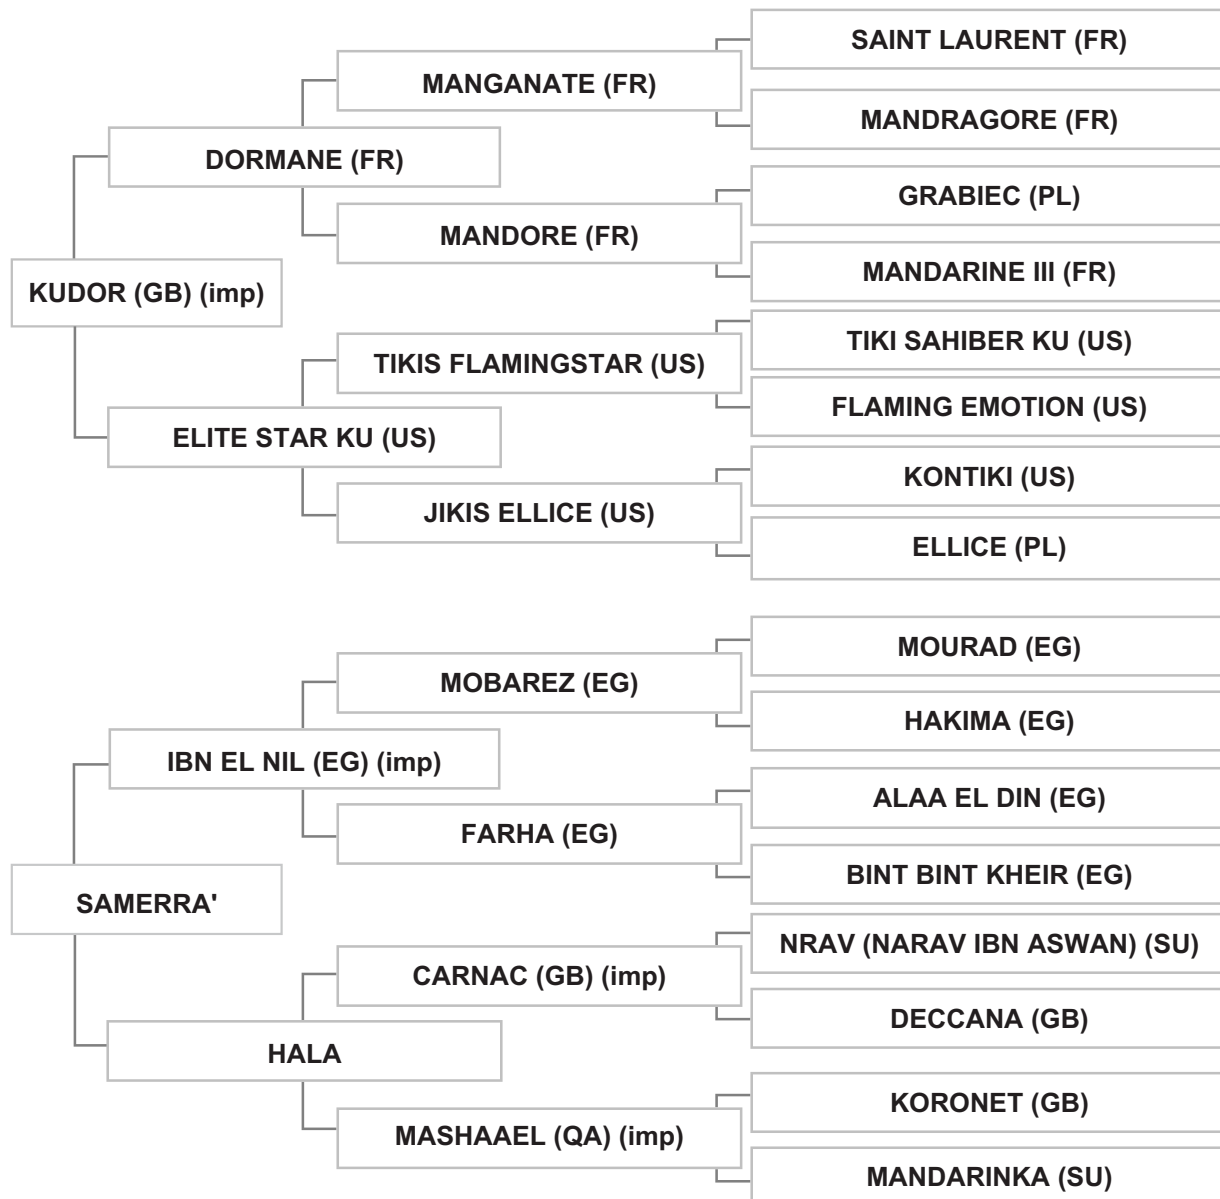 SAINT LAURENT (FR)
MANGANATE (FR)
MANDRAGORE (FR)
DORMANE (FR)
GRABIEC (PL)
MANDORE (FR)
MANDARINE III (FR)
KUDOR (GB) (imp)
TIKI SAHIBER KU (US)
TIKIS FLAMINGSTAR (US)
FLAMING EMOTION (US)
ELITE STAR KU (US)
KONTIKI (US)
JIKIS ELLICE (US)
ELLICE (PL)
MOURAD (EG)
MOBAREZ (EG)
HAKIMA (EG)
IBN EL NIL (EG) (imp)
ALAA EL DIN (EG)
FARHA (EG)
BINT BINT KHEIR (EG)
SAMERRA'
NRAV (NARAV IBN ASWAN) (SU)
CARNAC (GB) (imp)
DECCANA (GB)
HALA
KORONET (GB)
MASHAAEL (QA) (imp)
MANDARINKA (SU)